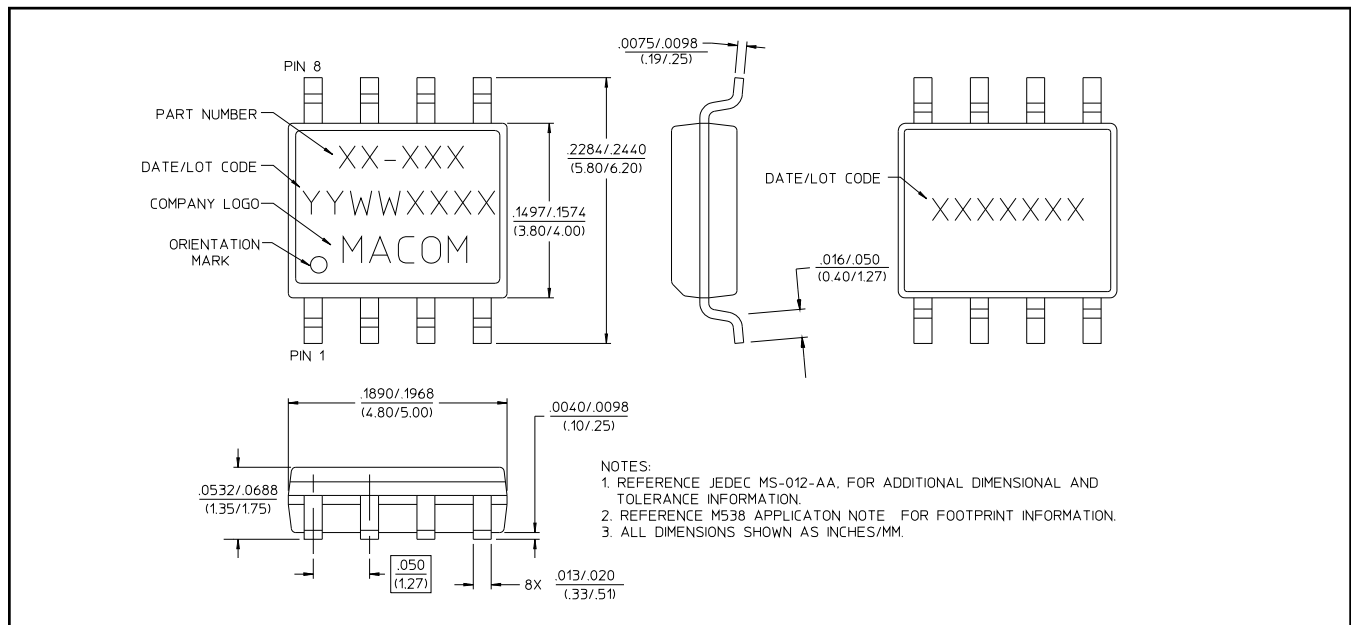 PIN 8
PART NUMBER
XX-XXX
DATE/LOT CODE
YYWWXXXX
COMPANY LOGO
MACOM
ORIENTATION
MARK
PIN 1
.2284/.2440
(5.80/6.20)
.1497/.1574
(3.80/4.00)
.0075/.0098
(.19/.25)
.016/.050
(0.40/1.27)
DATE/LOT CODE
XXXXXXX
.1890/.1968
(4.80/5.00)
.0040/.0098
(.10/.25)
.0532/.0688
(1.35/1.75)
.050
(1.27)
8X .013/.020
(.33/.51)
NOTES:
1. REFERENCE JEDEC MS-012-AA, FOR ADDITIONAL DIMENSIONAL AND
TOLERANCE INFORMATION.
2. REFERENCE M538 APPLICATON NOTE FOR FOOTPRINT INFORMATION.
3. ALL DIMENSIONS SHOWN AS INCHES/MM.